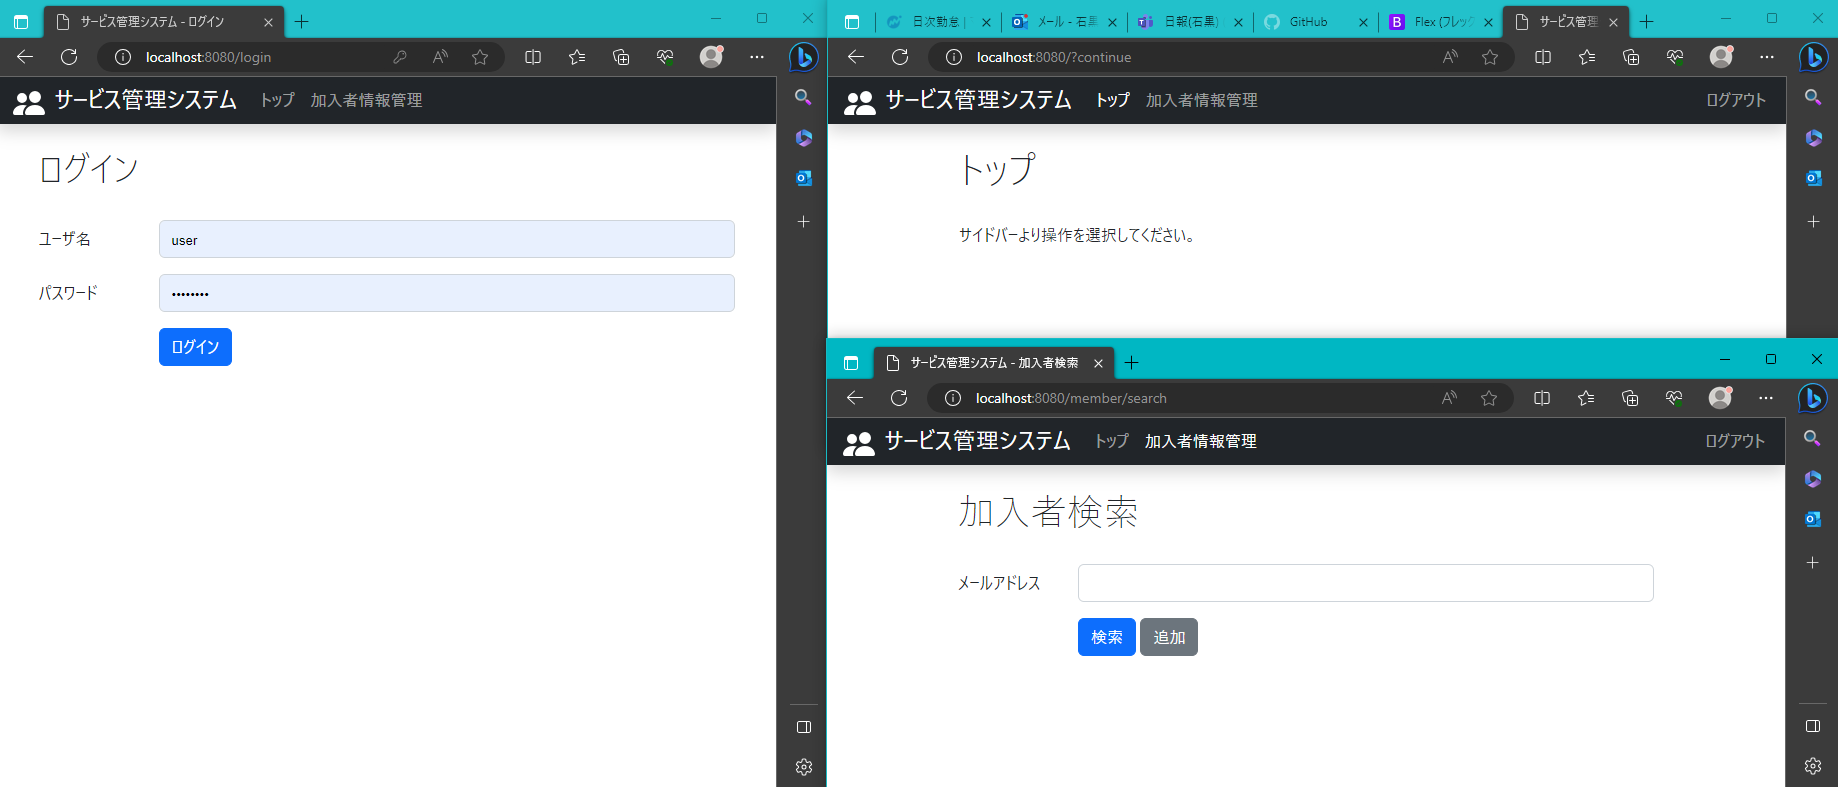 サービス管理システム - ログイン
localhost:8080/login
サービス管理システム トップ 加入者情報管理
ログイン
ユーザ名 user
パスワード ••••••••
ログイン
日次勤怠 | メール - 石黒 日報(石黒) GitHub Flex (フレック サービス管理
localhost:8080/?continue
サービス管理システム トップ 加入者情報管理 ログアウト
トップ
サイドバーより操作を選択してください。
サービス管理システム - 加入者検索
localhost:8080/member/search
サービス管理システム トップ 加入者情報管理 ログアウト
加入者検索
メールアドレス
検索 追加